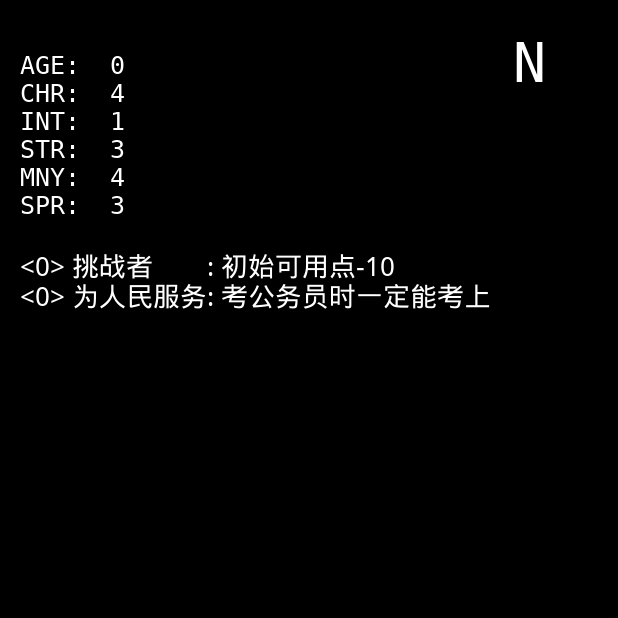 N
AGE: 0
CHR: 4
INT: 1
STR: 3
MNY: 4
SPR: 3
<0> 挑战者 : 初始可用点-10
<0> 为人民服务: 考公务员时一定能考上